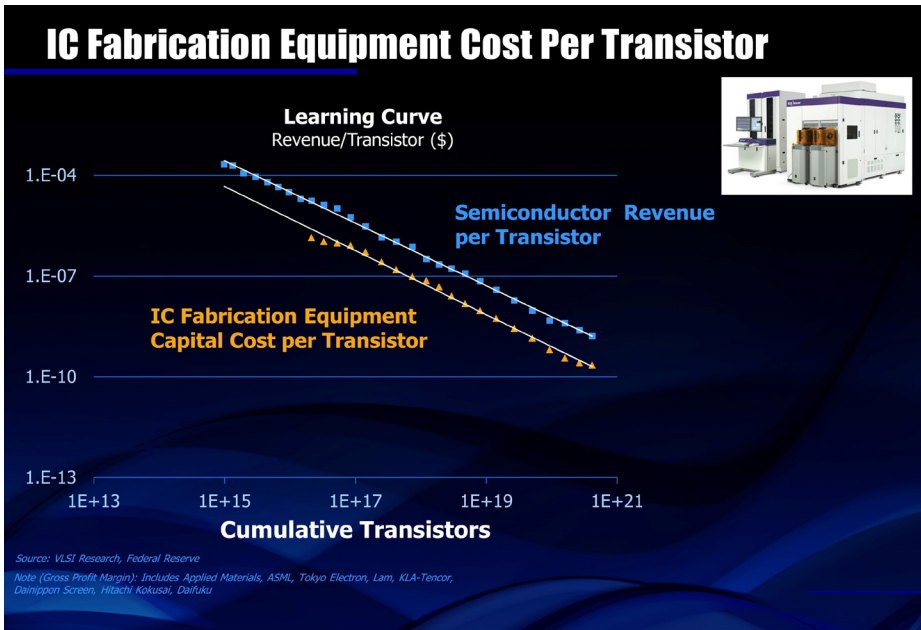 IC Fabrication Equipment Cost Per Transistor
Learning Curve
Revenue/Transistor ($)
1.E-04
Semiconductor Revenue
per Transistor
1.E-07
IC Fabrication Equipment
Capital Cost per Transistor
1.E-10
1.E-13
1E+13
1E+15
1E+17
1E+19
1E+21
Cumulative Transistors
Source: VLSI Research, Federal Reserve
Note (Gross Profit Margin): Includes Applied Materials, ASML, Tokyo Electron, Lam, KLA-Tencor,
Dainippon Screen, Hitachi Kokusai, Daifuku